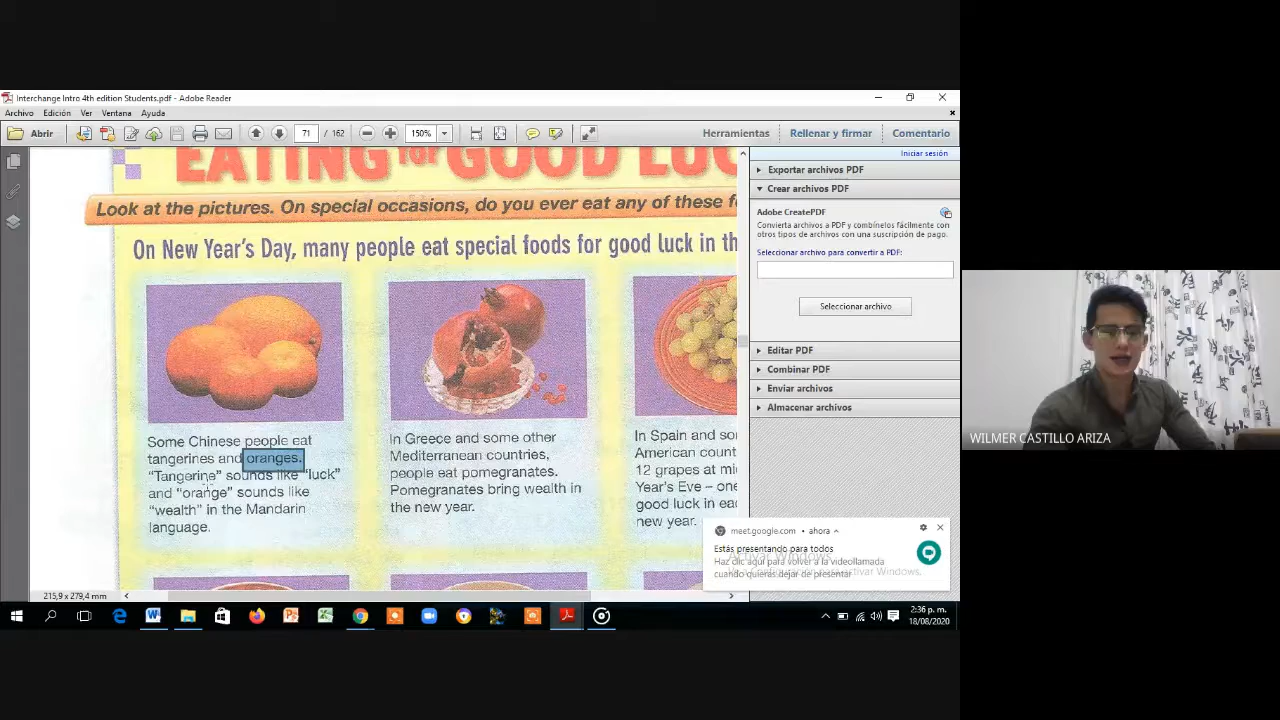 Interchange Intro 4th edition Students.pdf - Adobe Reader
Archivo Edición Ver Ventana Ayuda
Abrir 71 / 162 150% Herramientas Rellenar y firmar Comentario
EATING for GOOD LUC
Look at the pictures. On special occasions, do you ever eat any of these f
On New Year's Day, many people eat special foods for good luck in th
Some Chinese people eat
tangerines and oranges.
"Tangerine" sounds like "luck"
and "orange" sounds like
"wealth" in the Mandarin
language.
In Greece and some other
Mediterranean countries,
people eat pomegranates.
Pomegranates bring wealth in
the new year.
In Spain and so
American count
12 grapes at mi
Year's Eve – one
good luck in ea
new year.
215,9 x 279,4 mm
Iniciar sesión
Exportar archivos PDF
Crear archivos PDF
Adobe CreatePDF
Convierta archivos a PDF y combínelos fácilmente con
otros tipos de archivos con una suscripción de pago.
Seleccionar archivo para convertir a PDF:
Seleccionar archivo
Editar PDF
Combinar PDF
Enviar archivos
Almacenar archivos
meet.google.com • ahora
Estás presentando para todos
Haz clic aquí para volver a la videollamada
cuando quieras dejar de presentar
Activar Windows
activar Windows.
2:36 p. m.
18/08/2020
WILMER CASTILLO ARIZA